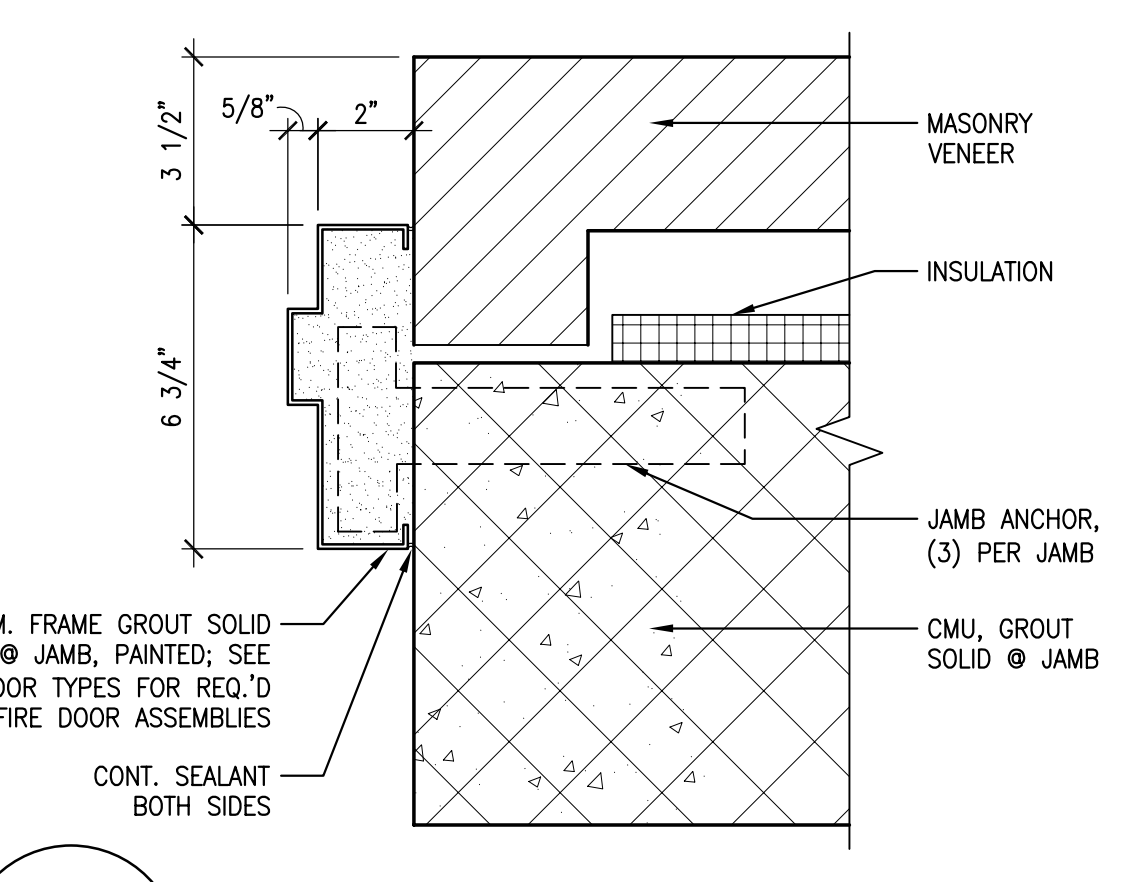 5/8"
2"
3 1/2"
6 3/4"
MASONRY
VENEER
INSULATION
JAMB ANCHOR,
(3) PER JAMB
CMU, GROUT
SOLID @ JAMB
FRAME GROUT SOLID
@ JAMB, PAINTED; SEE
TYPES FOR REQ.'D
FIRE DOOR ASSEMBLIES
CONT. SEALANT
BOTH SIDES